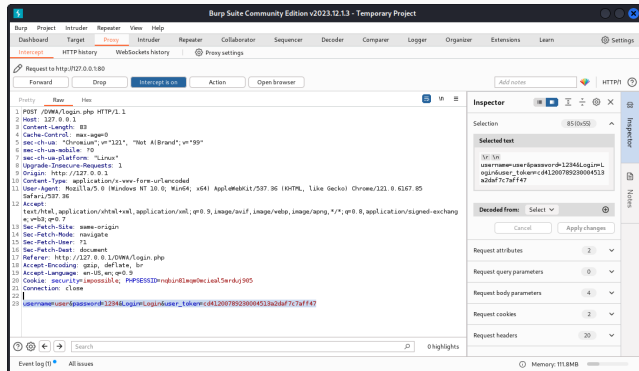 Burp Suite Community Edition v2023.12.1.3 - Temporary Project
Burp Project Intruder Repeater View Help
Dashboard Target Proxy Intruder Repeater Collaborator Sequencer Decoder Comparer Logger Organizer Extensions Learn Settings
Intercept HTTP history WebSockets history Proxy settings
Request to http://127.0.0.1:80
Forward Drop Intercept is on Action Open browser Add notes HTTP/1
Pretty Raw Hex
1 POST /DVWA/login.php HTTP/1.1
2 Host: 127.0.0.1
3 Content-Length: 83
4 Cache-Control: max-age=0
5 sec-ch-ua: "Chromium";v="121", "Not A(Brand";v="99"
6 sec-ch-ua-mobile: ?0
7 sec-ch-ua-platform: "Linux"
8 Upgrade-Insecure-Requests: 1
9 Origin: http://127.0.0.1
10 Content-Type: application/x-www-form-urlencoded
11 User-Agent: Mozilla/5.0 (Windows NT 10.0; Win64; x64) AppleWebKit/537.36 (KHTML, like Gecko) Chrome/121.0.6167.85
Safari/537.36
12 Accept:
text/html,application/xhtml+xml,application/xml;q=0.9,image/avif,image/webp,image/apng,*/*;q=0.8,application/signed-exchang
e;v=b3;q=0.7
13 Sec-Fetch-Site: same-origin
14 Sec-Fetch-Mode: navigate
15 Sec-Fetch-User: ?1
16 Sec-Fetch-Dest: document
17 Referer: http://127.0.0.1/DVWA/login.php
18 Accept-Encoding: gzip, deflate, br
19 Accept-Language: en-US,en;q=0.9
20 Cookie: security=impossible; PHPSESSID=nqbin81mqm0mcieal5mrduj905
21 Connection: close
22
23 username=user&password=1234&Login=Login&user_token=cd41200789230004513a2daf7c7aff47
Search 0 highlights
Inspector
Selection 85 (0x55)
Selected text
\r \n
username=user&password=1234&Login=L
ogin&user_token=cd4120078923000451 3
a2daf7c7aff47
Decoded from: Select
Cancel Apply changes
Request attributes 2
Request query parameters 0
Request body parameters 4
Request cookies 2
Request headers 20
Inspector
Notes
Event log (1) All issues Memory: 111.8MB